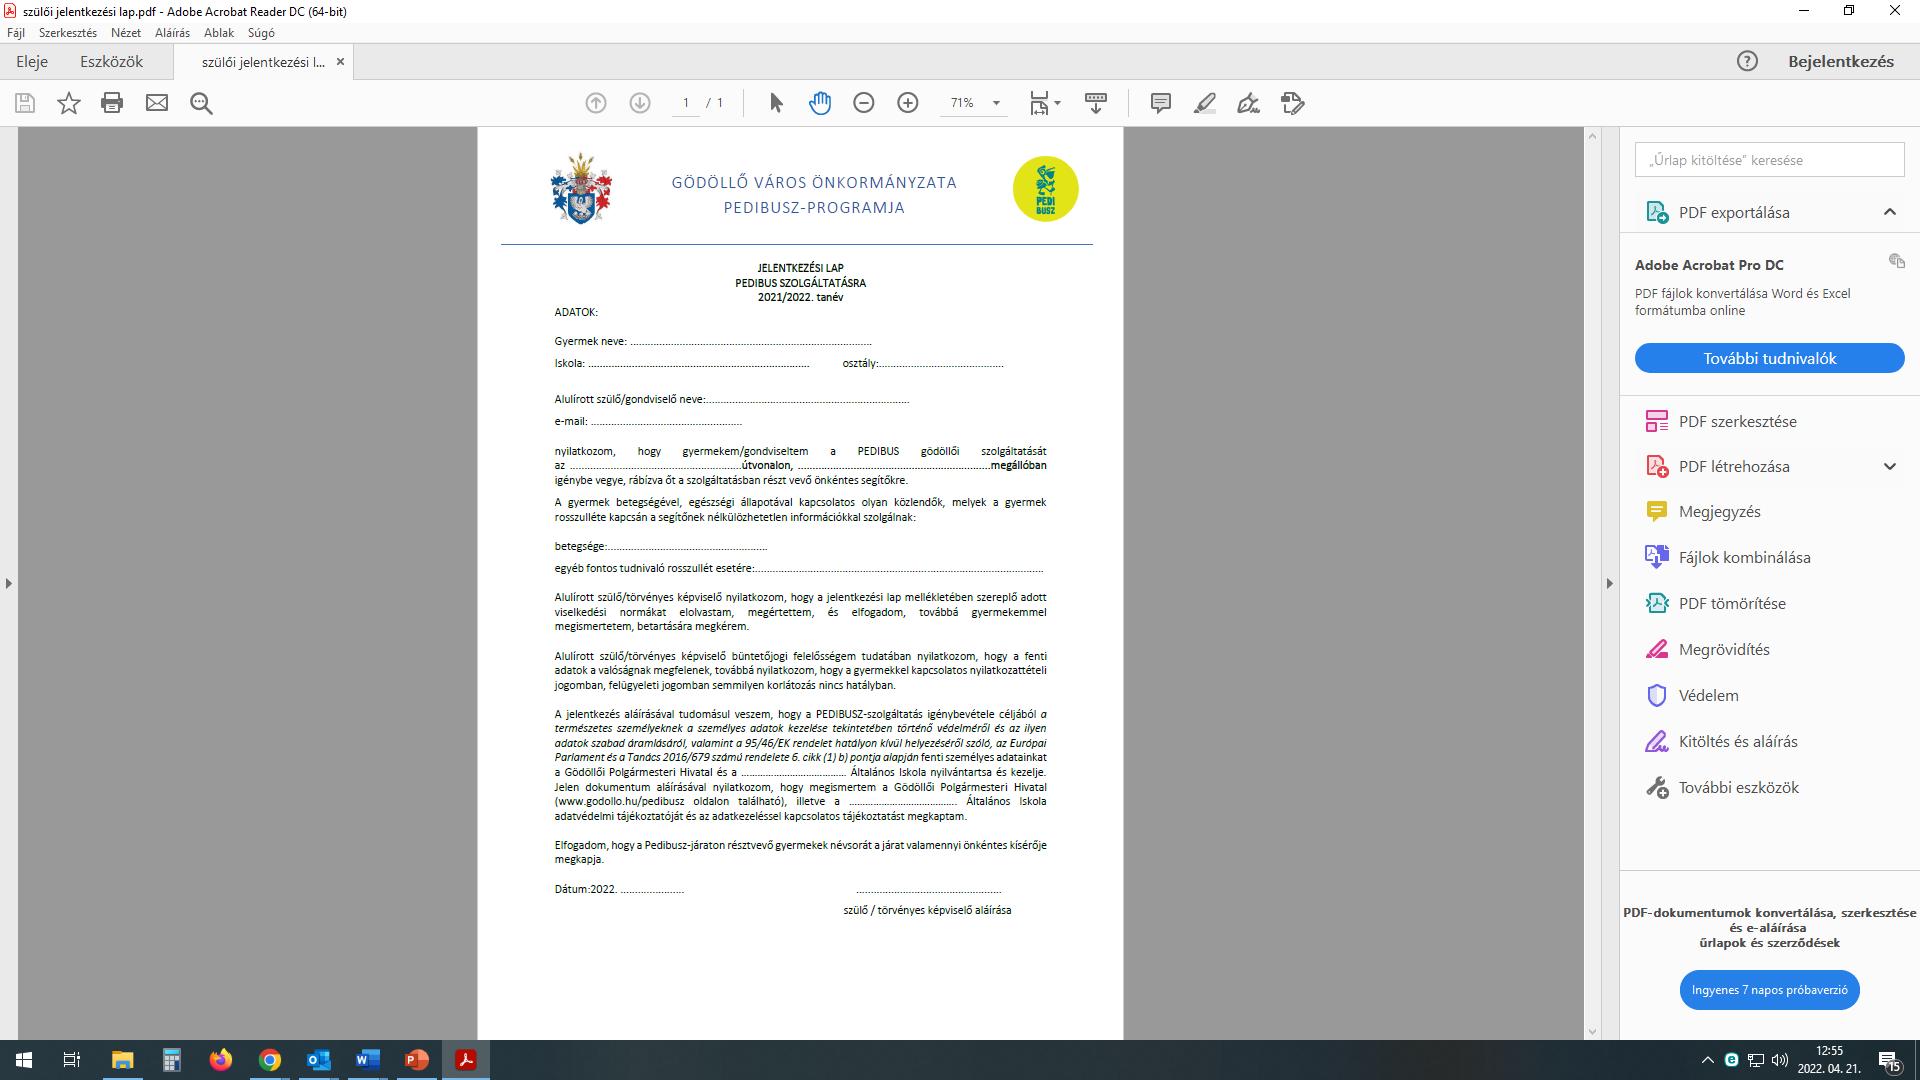 szülői jelentkezési lap.pdf - Adobe Acrobat Reader DC (64-bit)
Fájl Szerkesztés Nézet Aláírás Ablak Súgó
Eleje Eszközök szülői jelentkezési l... × Bejelentkezés
1 / 1 71%
GÖDÖLLŐ VÁROS ÖNKORMÁNYZATA
PEDIBUSZ-PROGRAMJA
PEDI
BUSZ
JELENTKEZÉSI LAP
PEDIBUS SZOLGÁLTATÁSRA
2021/2022. tanév
ADATOK:
Gyermek neve: ....................................................................................
Iskola: ............................................................................. osztály:...........................................
Alulírott szülő/gondviselő neve:......................................................................
e-mail: ....................................................
nyilatkozom, hogy gyermekem/gondviseltem a PEDIBUS gödöllői szolgáltatását
az ...........................................................útvonalon, ...................................................................megállóban
igénybe vegye, rábízva őt a szolgáltatásban részt vevő önkéntes segítőkre.
A gyermek betegségével, egészségi állapotával kapcsolatos olyan közlendők, melyek a gyermek
rosszulléte kapcsán a segítőnek nélkülözhetetlen információkkal szolgálnak:
betegsége:.......................................................
egyéb fontos tudnivaló rosszullét esetére:...................................................................................................
Alulírott szülő/törvényes képviselő nyilatkozom, hogy a jelentkezési lap mellékletében szereplő adott
viselkedési normákat elolvastam, megértettem, és elfogadom, továbbá gyermekemmel
megismertetem, betartására megkérem.
Alulírott szülő/törvényes képviselő büntetőjogi felelősségem tudatában nyilatkozom, hogy a fenti
adatok a valóságnak megfelenek, továbbá nyilatkozom, hogy a gyermekkel kapcsolatos nyilatkozattételi
jogomban, felügyeleti jogomban semmilyen korlátozás nincs hatályban.
A jelentkezés aláírásával tudomásul veszem, hogy a PEDIBUSZ-szolgáltatás igénybevétele céljából a
természetes személyeknek a személyes adatok kezelése tekintetében történő védelméről és az ilyen
adatok szabad áramlásáról, valamint a 95/46/EK rendelet hatályon kívül helyezéséről szóló, az Európai
Parlament és a Tanács 2016/679 számú rendelete 6. cikk (1) b) pontja alapján fenti személyes adatainkat
a Gödöllői Polgármesteri Hivatal és a ...................................... Általános Iskola nyilvántartsa és kezelje.
Jelen dokumentum aláírásával nyilatkozom, hogy megismertem a Gödöllői Polgármesteri Hivatal
(www.godollo.hu/pedibusz oldalon található), illetve a ....................................... Általános Iskola
adatvédelmi tájékoztatóját és az adatkezeléssel kapcsolatos tájékoztatást megkaptam.
Elfogadom, hogy a Pedibusz-járaton résztvevő gyermekek névsorát a járat valamennyi önkéntes kísérője
megkapja.
Dátum:2022. ...................... ..................................................
szülő / törvényes képviselő aláírása
„Űrlap kitöltése” keresése
PDF exportálása
Adobe Acrobat Pro DC
PDF fájlok konvertálása Word és Excel
formátumba online
További tudnivalók
PDF szerkesztése
PDF létrehozása
Megjegyzés
Fájlok kombinálása
PDF tömörítése
Megrövidítés
Védelem
Kitöltés és aláírás
További eszközök
PDF-dokumentumok konvertálása, szerkesztése
és e-aláírása
űrlapok és szerződések
Ingyenes 7 napos próbaverzió
12:55
2022. 04. 21.
15